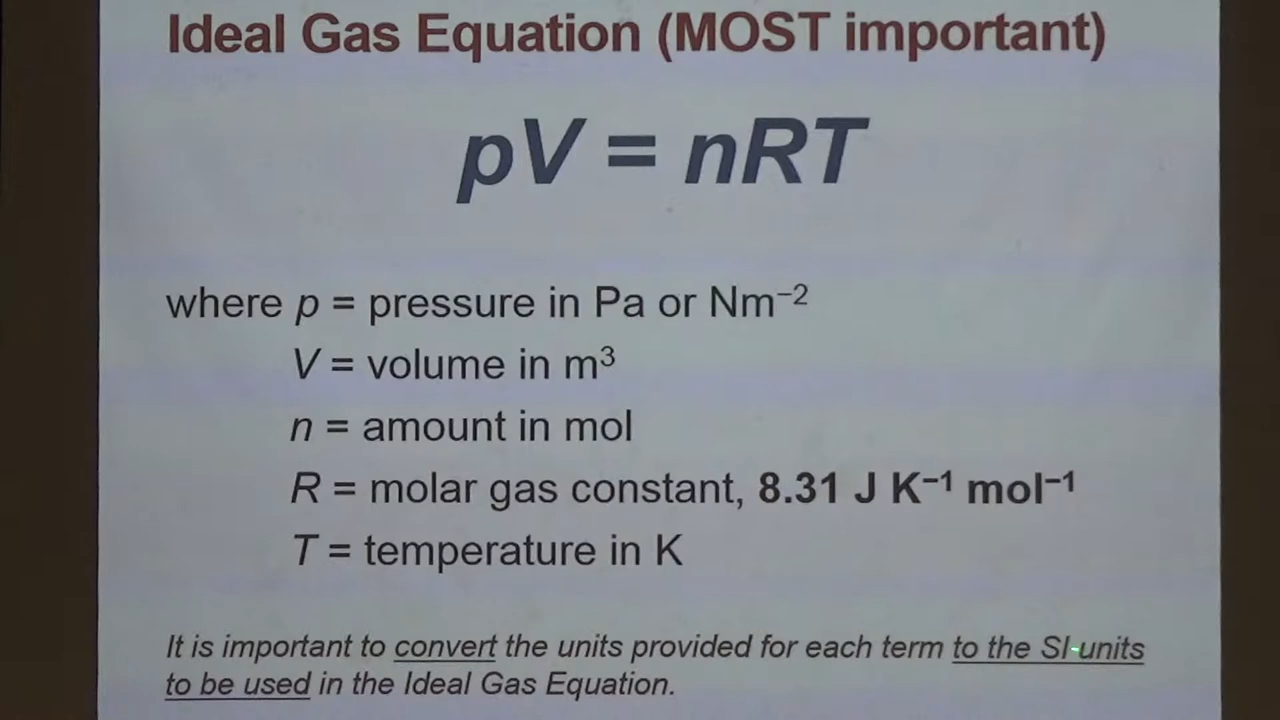 Ideal Gas Equation (MOST important)
pV = nRT
where p = pressure in Pa or Nm⁻²
V = volume in m³
n = amount in mol
R = molar gas constant, 8.31 J K⁻¹ mol⁻¹
T = temperature in K
It is important to convert the units provided for each term to the SI-units
to be used in the Ideal Gas Equation.